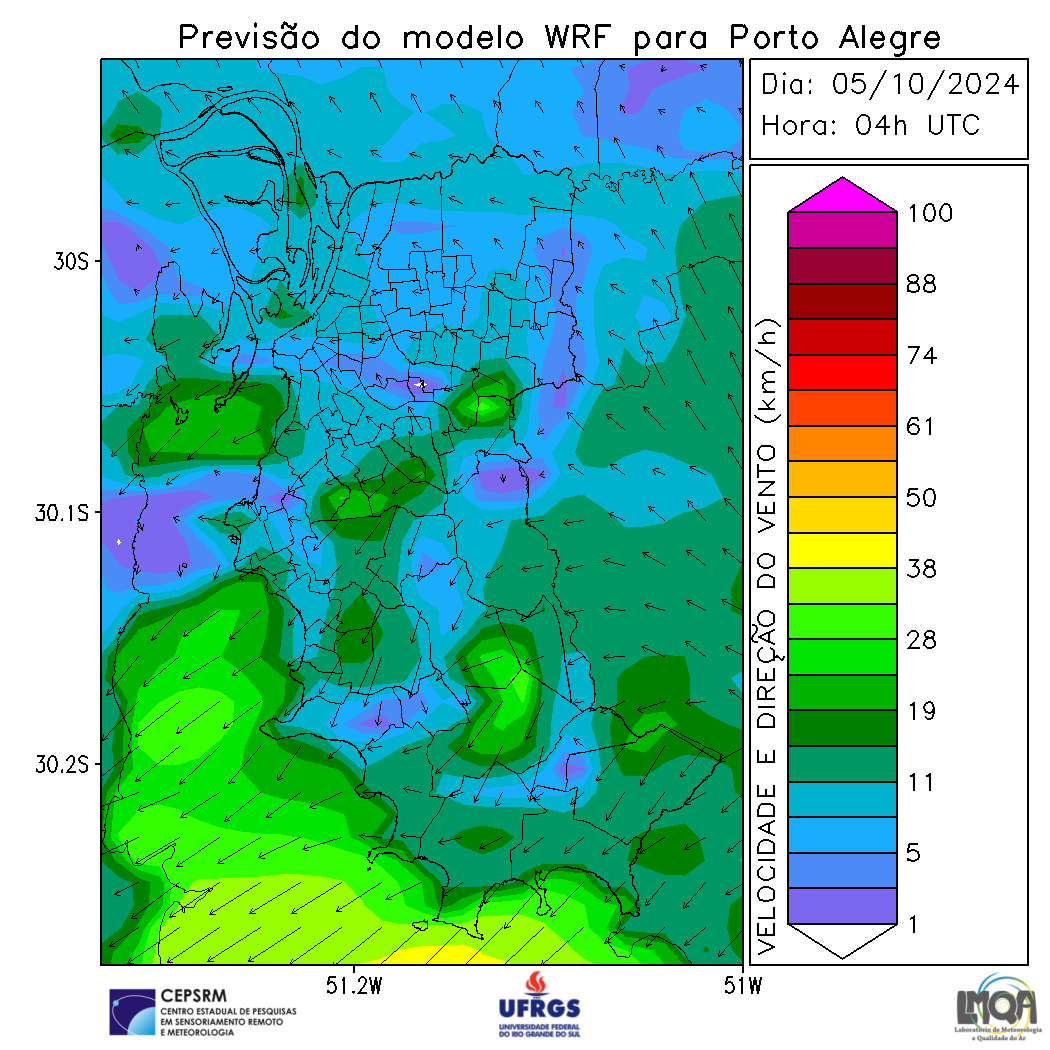 Previsão do modelo WRF para Porto Alegre
Dia: 05/10/2024
Hora: 04h UTC
30S
30.1S
30.2S
51.2W
51W
VELOCIDADE E DIREÇÃO DO VENTO (km/h)
100
88
74
61
50
38
28
19
11
5
1
CEPSRM
CENTRO ESTADUAL DE PESQUISAS
EM SENSORIAMENTO REMOTO
E METEOROLOGIA
UFRGS
UNIVERSIDADE FEDERAL
DO RIO GRANDE DO SUL
LMQA
Laboratório de Meteorologia
e Qualidade do Ar